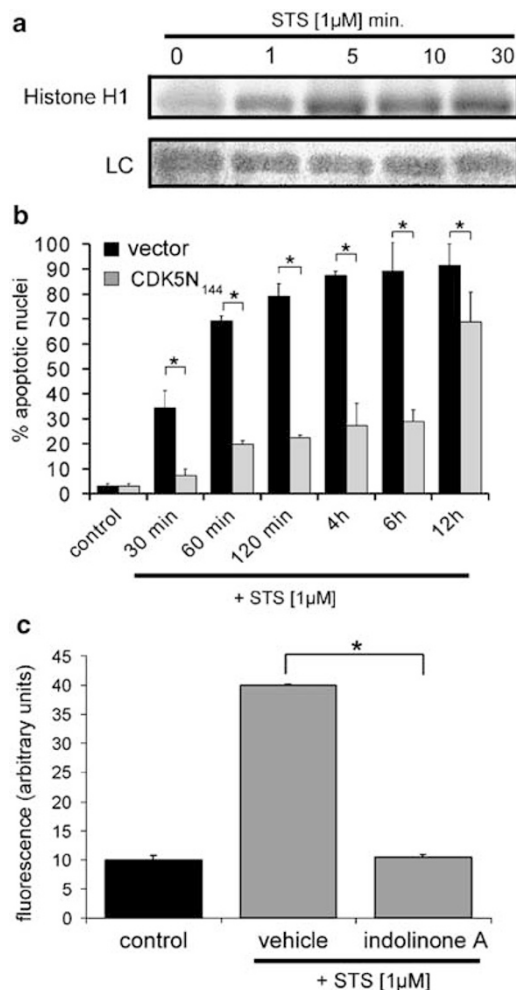 a
STS [1µM] min.
0 1 5 10 30
Histone H1
LC
b
% apoptotic nuclei
100
90
80
70
60
50
40
30
20
10
0
vector
CDK5N144
* * * * * *
control 30 min 60 min 120 min 4h 6h 12h
+ STS [1µM]
c
fluorescence (arbitrary units)
45
40
35
30
25
20
15
10
5
0
*
control vehicle indolinone A
+ STS [1µM]